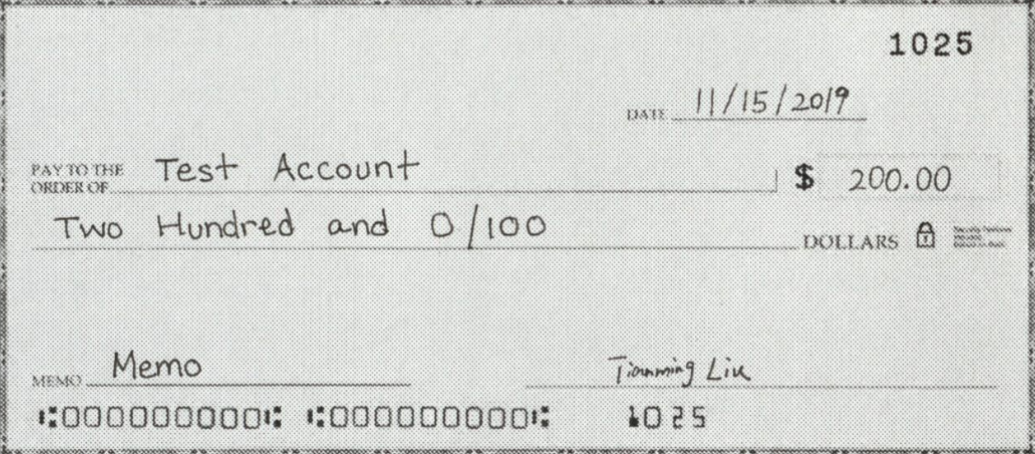 1025
DATE 11/15/2019
PAY TO THE ORDER OF Test Account $ 200.00
Two Hundred and 0/100 DOLLARS
MEMO Memo Tianming Liu
⑆000000000⑆ ⑆000000000⑆ 1025